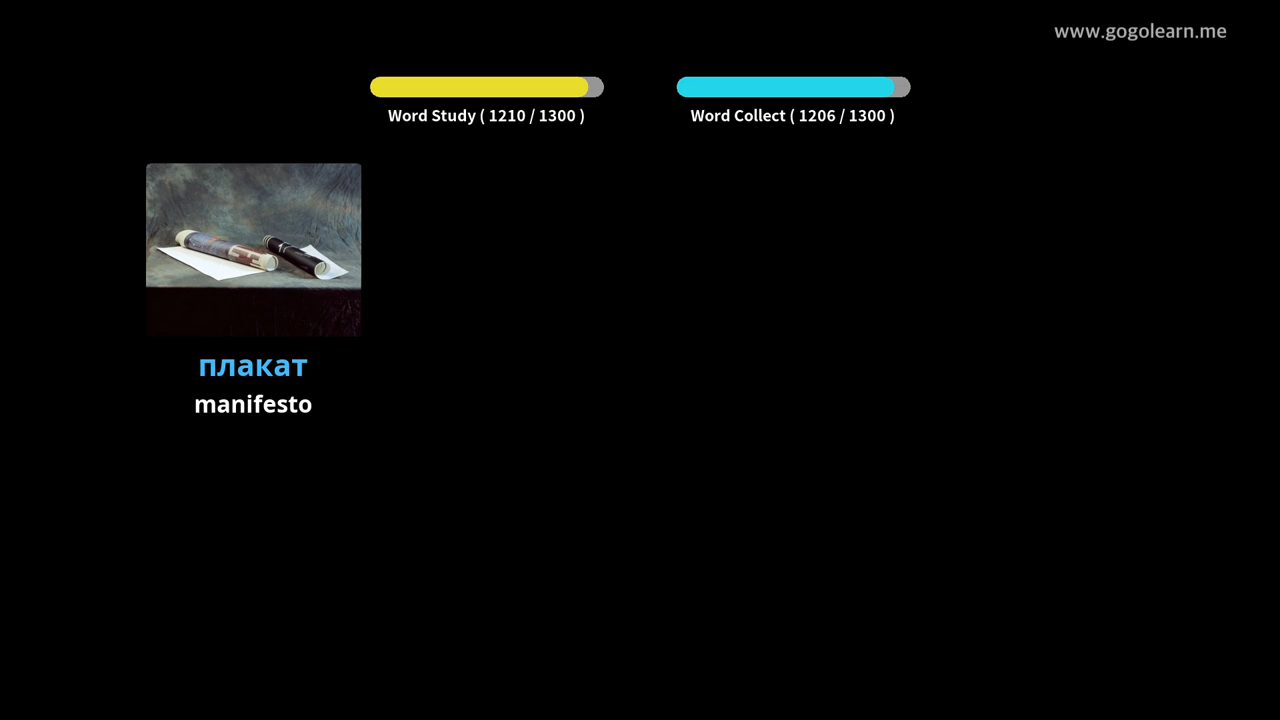 www.gogolearn.me
Word Study ( 1210 / 1300 )
Word Collect ( 1206 / 1300 )
плакат
manifesto